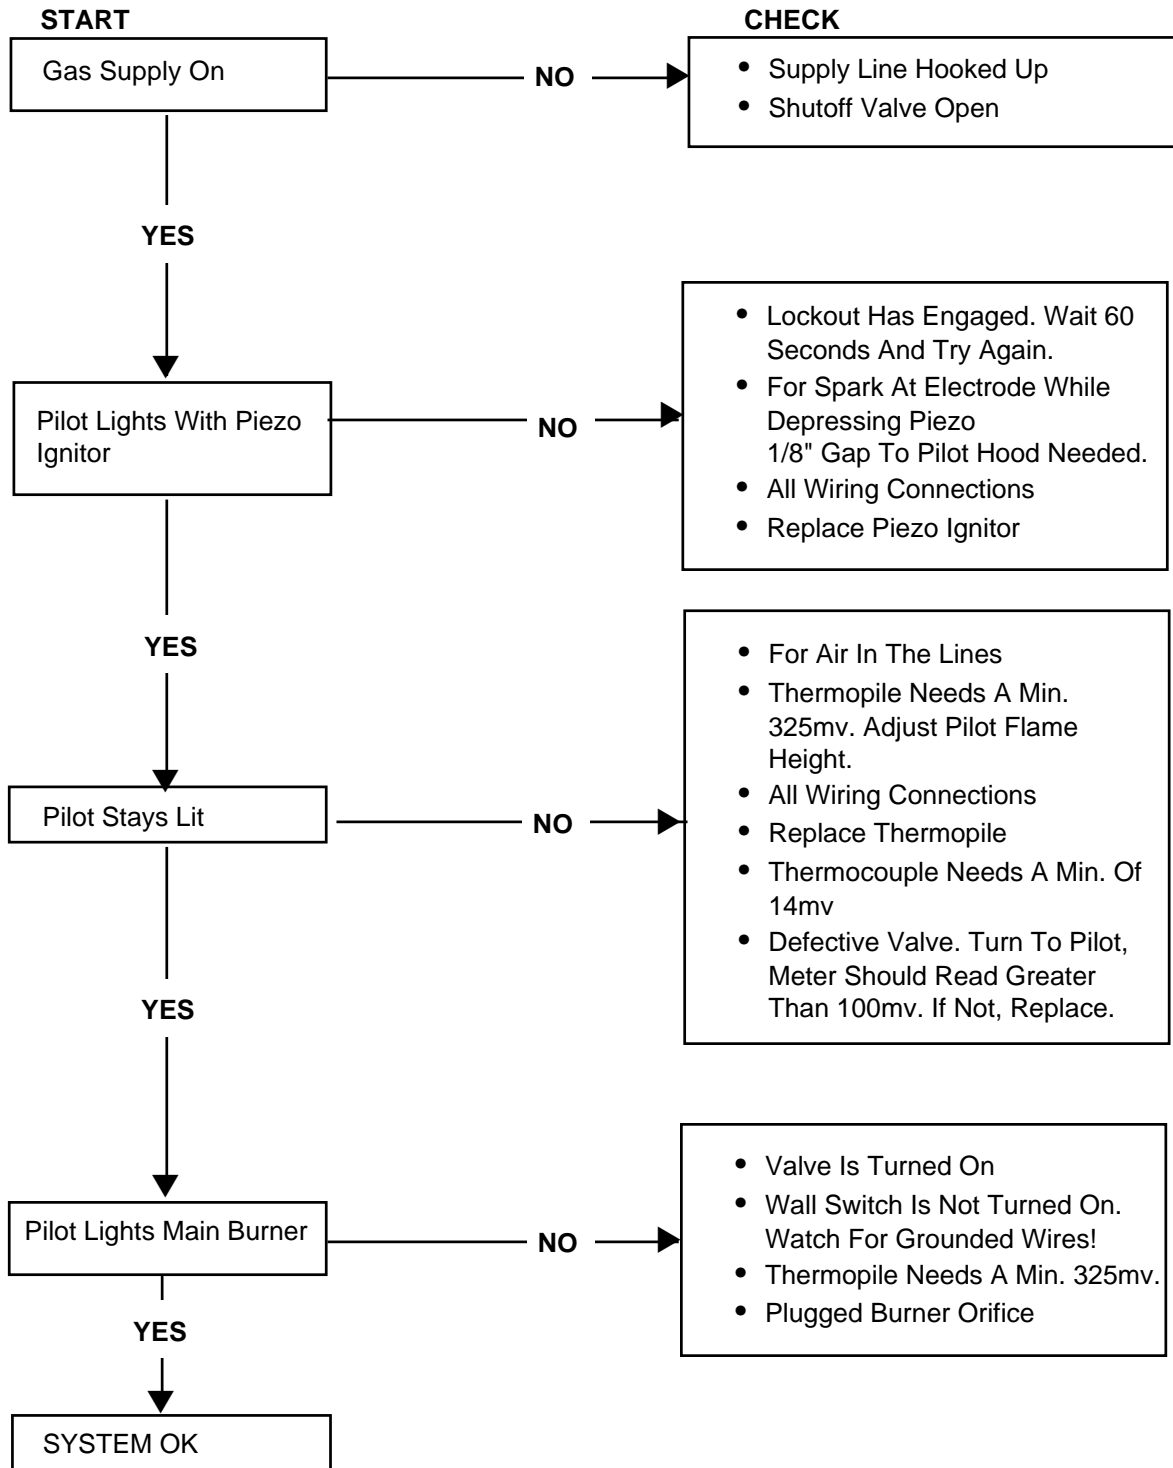 START
CHECK
Gas Supply On
NO
• Supply Line Hooked Up
• Shutoff Valve Open
YES
Pilot Lights With Piezo
Ignitor
NO
• Lockout Has Engaged. Wait 60
Seconds And Try Again.
• For Spark At Electrode While
Depressing Piezo
1/8" Gap To Pilot Hood Needed.
• All Wiring Connections
• Replace Piezo Ignitor
YES
Pilot Stays Lit
NO
• For Air In The Lines
• Thermopile Needs A Min.
325mv. Adjust Pilot Flame
Height.
• All Wiring Connections
• Replace Thermopile
• Thermocouple Needs A Min. Of
14mv
• Defective Valve. Turn To Pilot,
Meter Should Read Greater
Than 100mv. If Not, Replace.
YES
Pilot Lights Main Burner
NO
• Valve Is Turned On
• Wall Switch Is Not Turned On.
Watch For Grounded Wires!
• Thermopile Needs A Min. 325mv.
• Plugged Burner Orifice
YES
SYSTEM OK